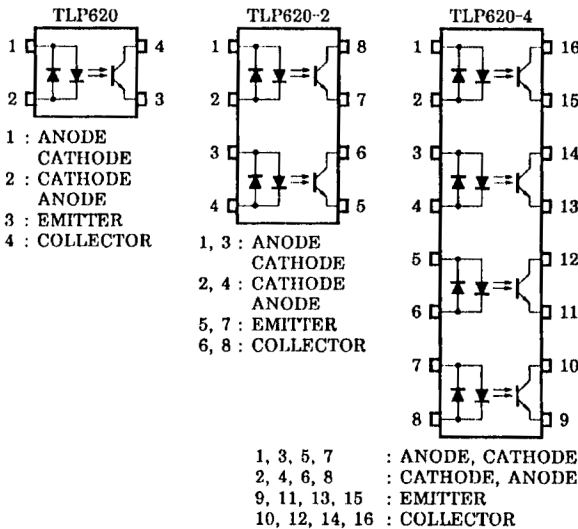 TLP620
1 4
2 3
1 : ANODE
CATHODE
2 : CATHODE
ANODE
3 : EMITTER
4 : COLLECTOR
TLP620-2
1 8
2 7
3 6
4 5
1, 3 : ANODE
CATHODE
2, 4 : CATHODE
ANODE
5, 7 : EMITTER
6, 8 : COLLECTOR
TLP620-4
1 16
2 15
3 14
4 13
5 12
6 11
7 10
8 9
1, 3, 5, 7 : ANODE, CATHODE
2, 4, 6, 8 : CATHODE, ANODE
9, 11, 13, 15 : EMITTER
10, 12, 14, 16 : COLLECTOR